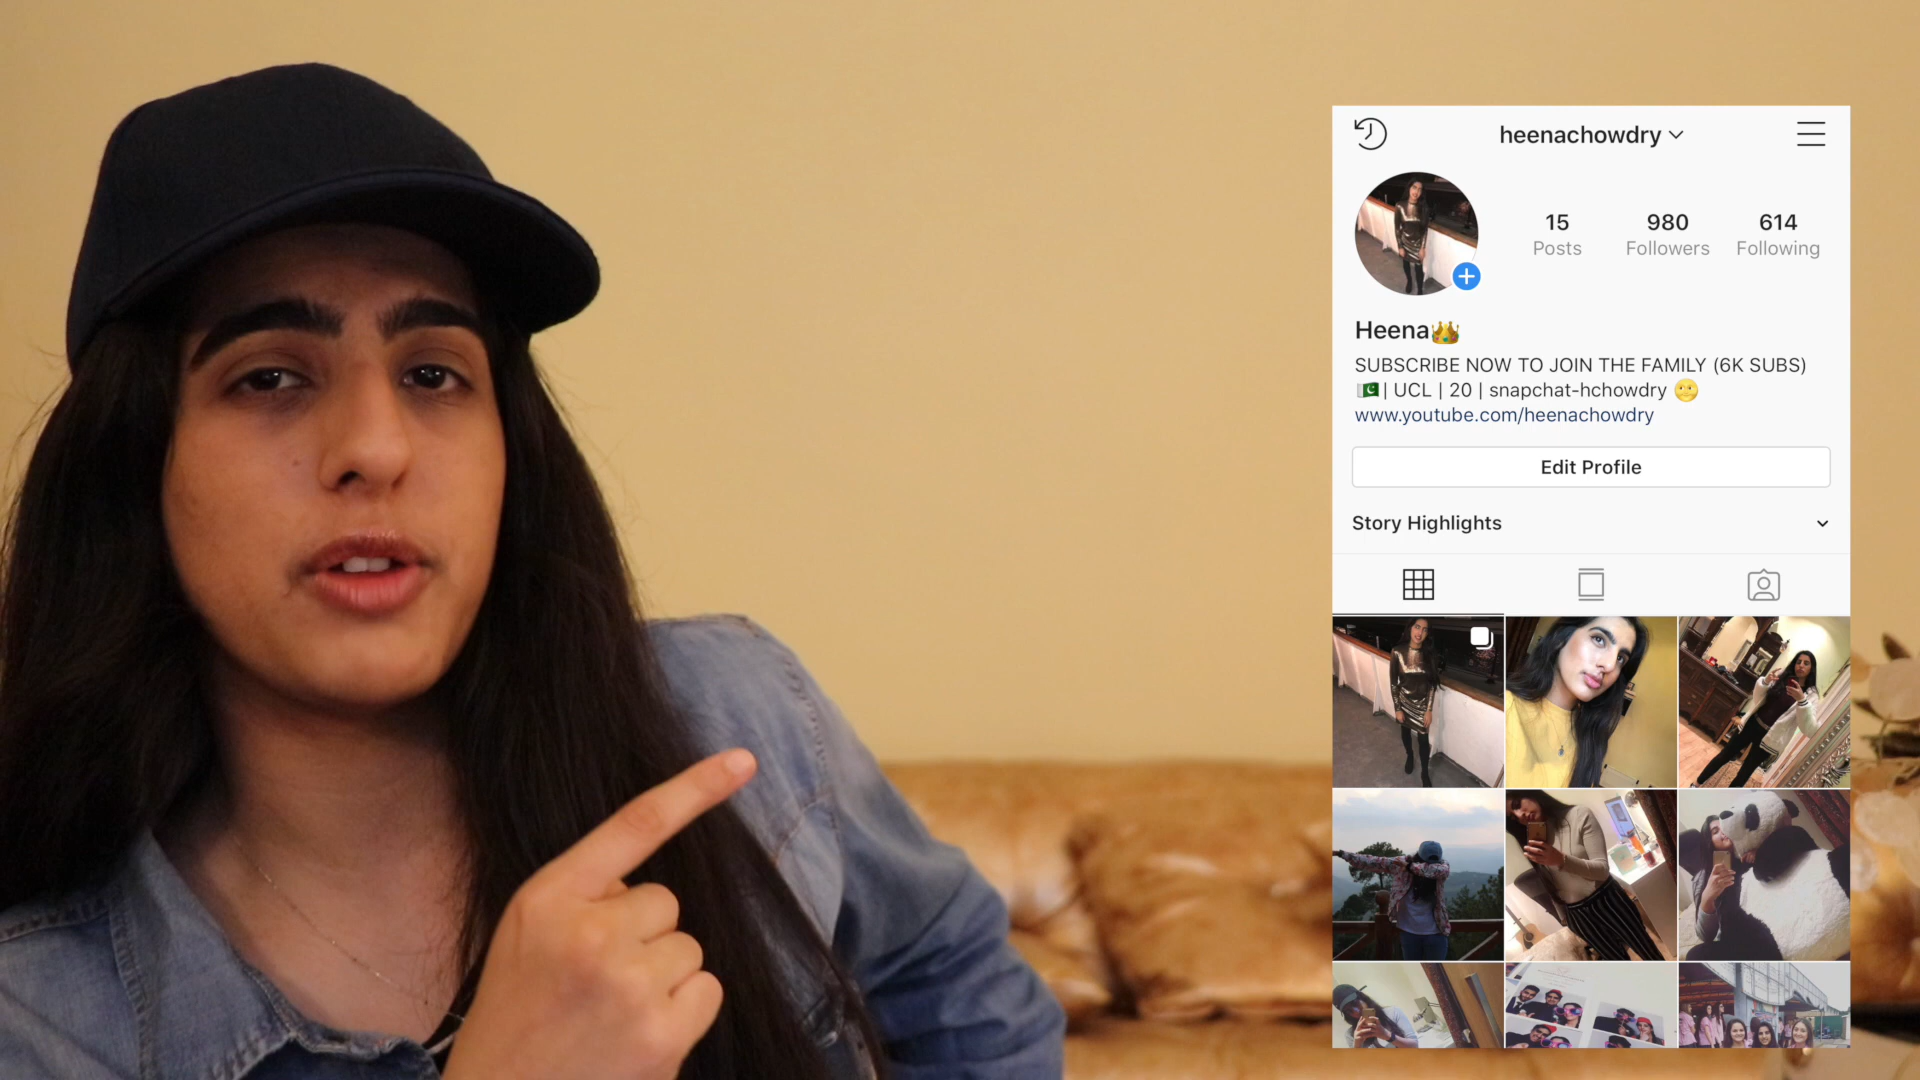 heenachowdry
15 980 614
Posts Followers Following
Heena👑
SUBSCRIBE NOW TO JOIN THE FAMILY (6K SUBS)
🇵🇰| UCL | 20 | snapchat-hchowdry 🌝
www.youtube.com/heenachowdry
Edit Profile
Story Highlights